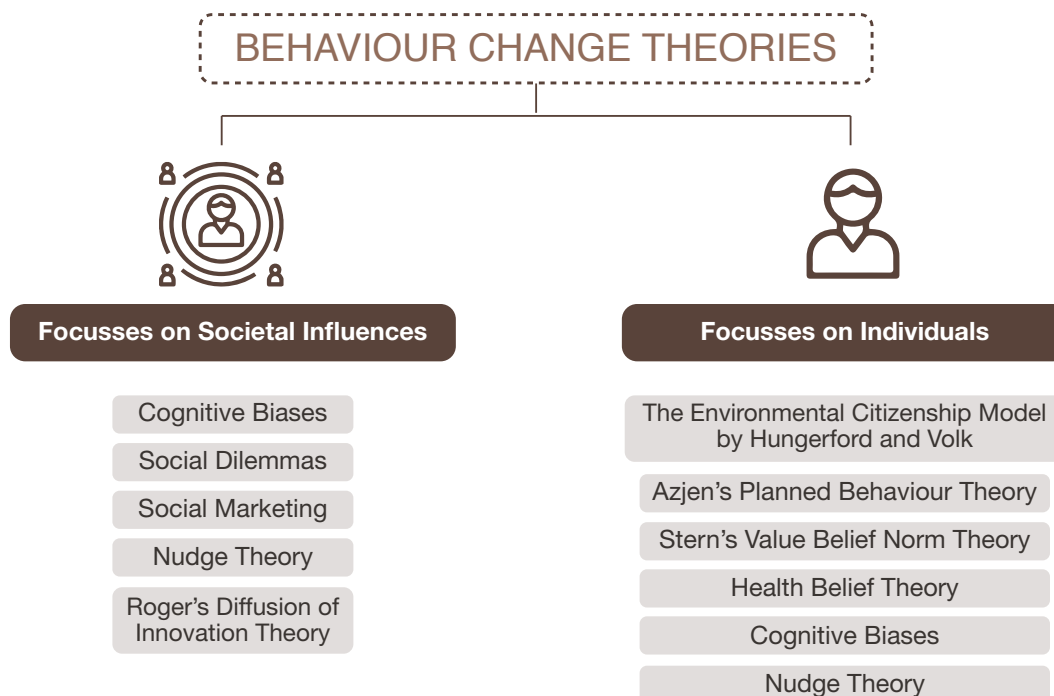 BEHAVIOUR CHANGE THEORIES
Focusses on Societal Influences
Cognitive Biases
Social Dilemmas
Social Marketing
Nudge Theory
Roger’s Diffusion of
Innovation Theory
Focusses on Individuals
The Environmental Citizenship Model
by Hungerford and Volk
Azjen’s Planned Behaviour Theory
Stern’s Value Belief Norm Theory
Health Belief Theory
Cognitive Biases
Nudge Theory